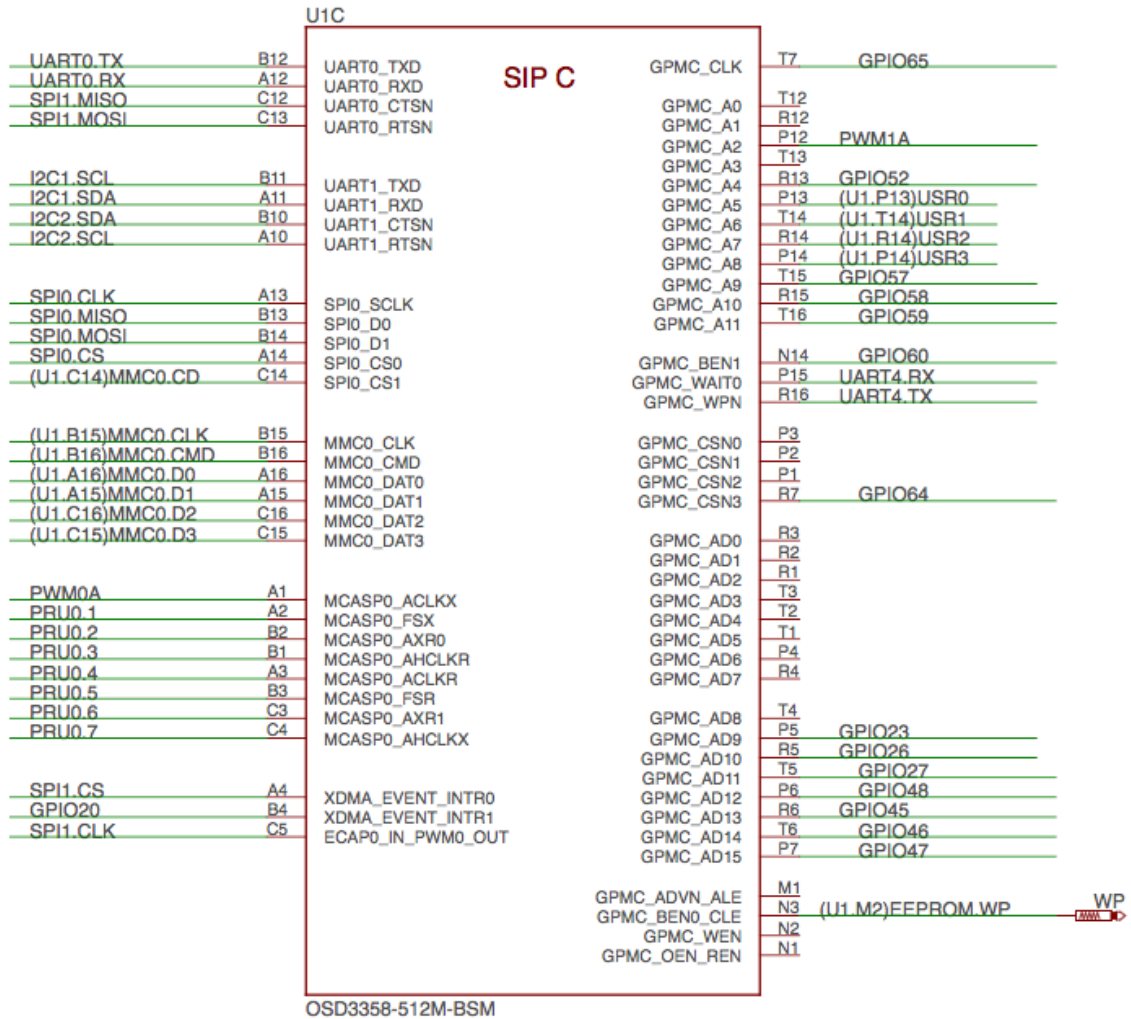 U1C
SIP C
UART0.TX B12 UART0_TXD
UART0.RX A12 UART0_RXD
SPI1.MISO C12 UART0_CTSN
SPI1.MOSI C13 UART0_RTSN
I2C1.SCL B11 UART1_TXD
I2C1.SDA A11 UART1_RXD
I2C2.SDA B10 UART1_CTSN
I2C2.SCL A10 UART1_RTSN
SPI0.CLK A13 SPI0_SCLK
SPI0.MISO B13 SPI0_D0
SPI0.MOSI B14 SPI0_D1
SPI0.CS A14 SPI0_CS0
(U1.C14)MMC0.CD C14 SPI0_CS1
(U1.B15)MMC0.CLK B15 MMC0_CLK
(U1.B16)MMC0.CMD B16 MMC0_CMD
(U1.A16)MMC0.D0 A16 MMC0_DAT0
(U1.A15)MMC0.D1 A15 MMC0_DAT1
(U1.C16)MMC0.D2 C16 MMC0_DAT2
(U1.C15)MMC0.D3 C15 MMC0_DAT3
PWM0A A1 MCASP0_ACLKX
PRU0.1 A2 MCASP0_FSX
PRU0.2 B2 MCASP0_AXR0
PRU0.3 B1 MCASP0_AHCLKR
PRU0.4 A3 MCASP0_ACLKR
PRU0.5 B3 MCASP0_FSR
PRU0.6 C3 MCASP0_AXR1
PRU0.7 C4 MCASP0_AHCLKX
SPI1.CS A4 XDMA_EVENT_INTR0
GPIO20 B4 XDMA_EVENT_INTR1
SPI1.CLK C5 ECAP0_IN_PWM0_OUT
GPMC_CLK T7 GPIO65
GPMC_A0 T12
GPMC_A1 R12
GPMC_A2 P12 PWM1A
GPMC_A3 T13
GPMC_A4 R13 GPIO52
GPMC_A5 P13 (U1.P13)USR0
GPMC_A6 T14 (U1.T14)USR1
GPMC_A7 R14 (U1.R14)USR2
GPMC_A8 P14 (U1.P14)USR3
GPMC_A9 T15 GPIO57
GPMC_A10 R15 GPIO58
GPMC_A11 T16 GPIO59
GPMC_BEN1 N14 GPIO60
GPMC_WAIT0 P15 UART4.RX
GPMC_WPN R16 UART4.TX
GPMC_CSN0 P3
GPMC_CSN1 P2
GPMC_CSN2 P1
GPMC_CSN3 R7 GPIO64
GPMC_AD0 R3
GPMC_AD1 R2
GPMC_AD2 R1
GPMC_AD3 T3
GPMC_AD4 T2
GPMC_AD5 T1
GPMC_AD6 P4
GPMC_AD7 R4
GPMC_AD8 T4
GPMC_AD9 P5 GPIO23
GPMC_AD10 R5 GPIO26
GPMC_AD11 T5 GPIO27
GPMC_AD12 P6 GPIO48
GPMC_AD13 R6 GPIO45
GPMC_AD14 T6 GPIO46
GPMC_AD15 P7 GPIO47
GPMC_ADVN_ALE M1
GPMC_BEN0_CLE N3 (U1.M2)EEPROM.WP WP
GPMC_WEN N2
GPMC_OEN_REN N1
OSD3358-512M-BSM